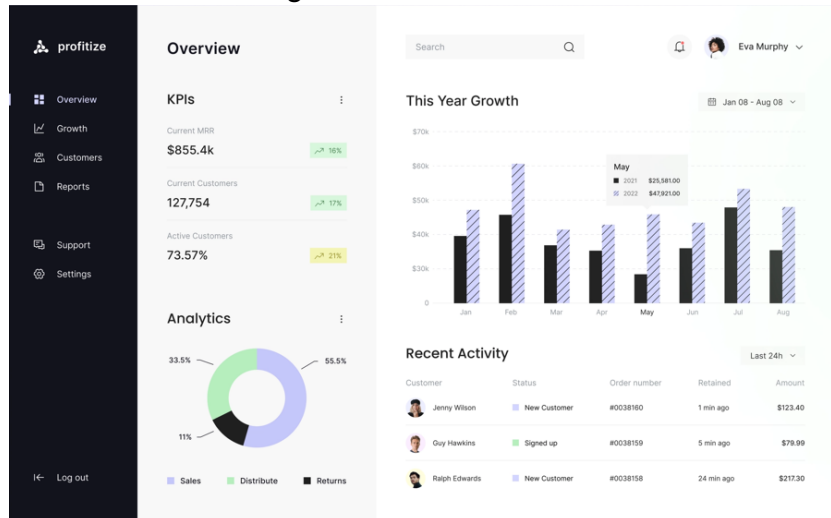 profitize
Overview
Growth
Customers
Reports
Support
Settings
Log out
Overview
KPIs
Current MRR
$855.4k
16%
Current Customers
127,754
17%
Active Customers
73.57%
21%
Analytics
33.5%
55.5%
11%
Sales Distribute Returns
Search
Eva Murphy
This Year Growth
Jan 08 - Aug 08
$70k
$60k
$50k
$40k
$30k
0
May
2021 $25,581.00
2022 $47,921.00
Jan Feb Mar Apr May Jun Jul Aug
Recent Activity
Last 24h
Customer Status Order number Retained Amount
Jenny Wilson New Customer #0038160 1 min ago $123.40
Guy Hawkins Signed up #0038159 5 min ago $79.99
Ralph Edwards New Customer #0038158 24 min ago $217.30